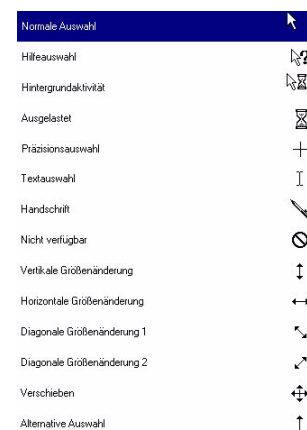 Normale Auswahl
Hilfeauswahl
Hintergrundaktivität
Ausgelastet
Präzisionsauswahl
Textauswahl
Handschrift
Nicht verfügbar
Vertikale Größenänderung
Horizontale Größenänderung
Diagonale Größenänderung 1
Diagonale Größenänderung 2
Verschieben
Alternative Auswahl